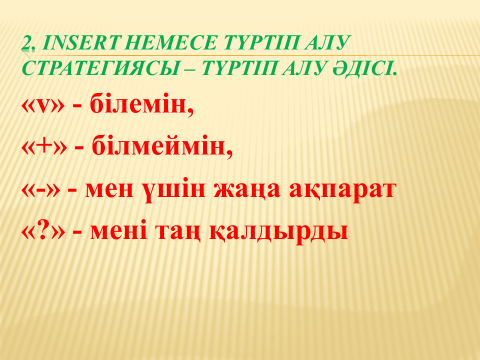 2, INSERT НЕМЕСЕ ТҮРТІП АЛУ
СТРАТЕГИЯСЫ – ТҮРТІП АЛУ ӘДІСІ.
«v» - білемін,
«+» - білмеймін,
«-» - мен үшін жаңа ақпарат
«?» - мені таң қалдырды